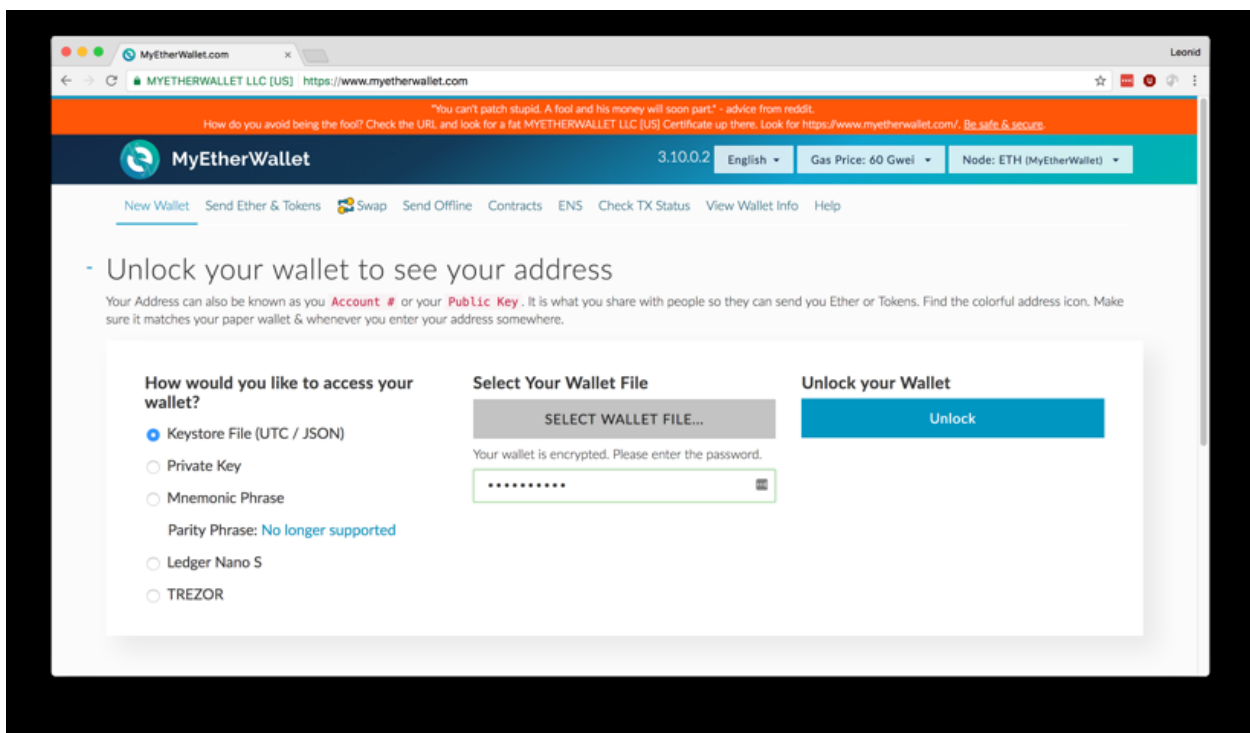 MyEtherWallet.com
Leonid
MYETHERWALLET LLC [US] https://www.myetherwallet.com
"You can't patch stupid. A fool and his money will soon part." - advice from reddit.
How do you avoid being the fool? Check the URL and look for a fat MYETHERWALLET LLC [US] Certificate up there. Look for https://www.myetherwallet.com/. Be safe & secure.
MyEtherWallet 3.10.0.2 English Gas Price: 60 Gwei Node: ETH (MyEtherWallet)
New Wallet Send Ether & Tokens Swap Send Offline Contracts ENS Check TX Status View Wallet Info Help
- Unlock your wallet to see your address
Your Address can also be known as you Account # or your Public Key. It is what you share with people so they can send you Ether or Tokens. Find the colorful address icon. Make
sure it matches your paper wallet & whenever you enter your address somewhere.
How would you like to access your
wallet?
Keystore File (UTC / JSON)
Private Key
Mnemonic Phrase
Parity Phrase: No longer supported
Ledger Nano S
TREZOR
Select Your Wallet File
SELECT WALLET FILE...
Your wallet is encrypted. Please enter the password.
••••••••••
Unlock your Wallet
Unlock